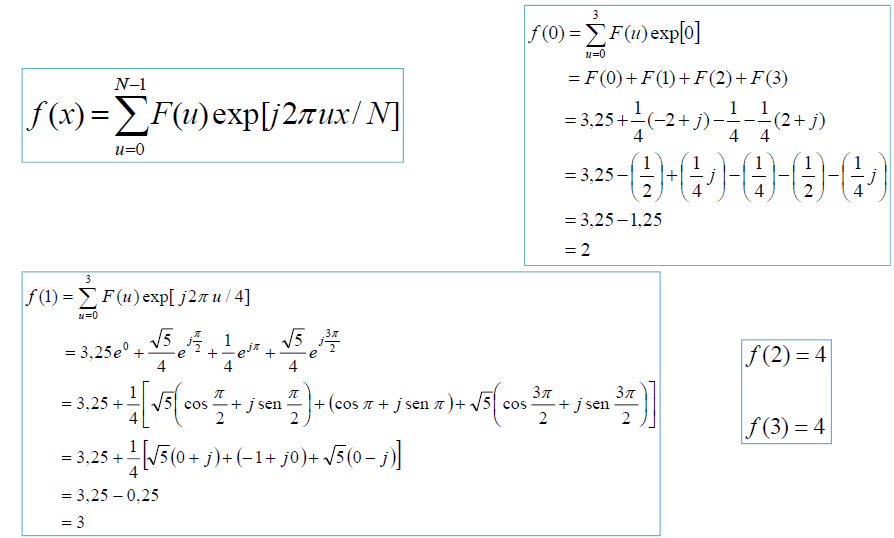 f(x) = ∑_{u=0}^{N−1} F(u) exp[j2πux / N]
f(0) = ∑_{u=0}^{3} F(u) exp[0]
= F(0) + F(1) + F(2) + F(3)
= 3,25 + 1/4 (−2 + j) − 1/4 − 1/4 (2 + j)
= 3,25 − (1/2) + (1/4 j) − (1/4) − (1/2) − (1/4 j)
= 3,25 − 1,25
= 2
f(1) = ∑_{u=0}^{3} F(u) exp[j2πu / 4]
= 3,25e^0 + √5/4 e^{jπ/2} + 1/4 e^{jπ} + √5/4 e^{j3π/2}
= 3,25 + 1/4 [√5 (cos π/2 + j sen π/2) + (cos π + j sen π) + √5 (cos 3π/2 + j sen 3π/2)]
= 3,25 + 1/4 [√5(0 + j) + (−1 + j0) + √5(0 − j)]
= 3,25 − 0,25
= 3
f(2) = 4
f(3) = 4